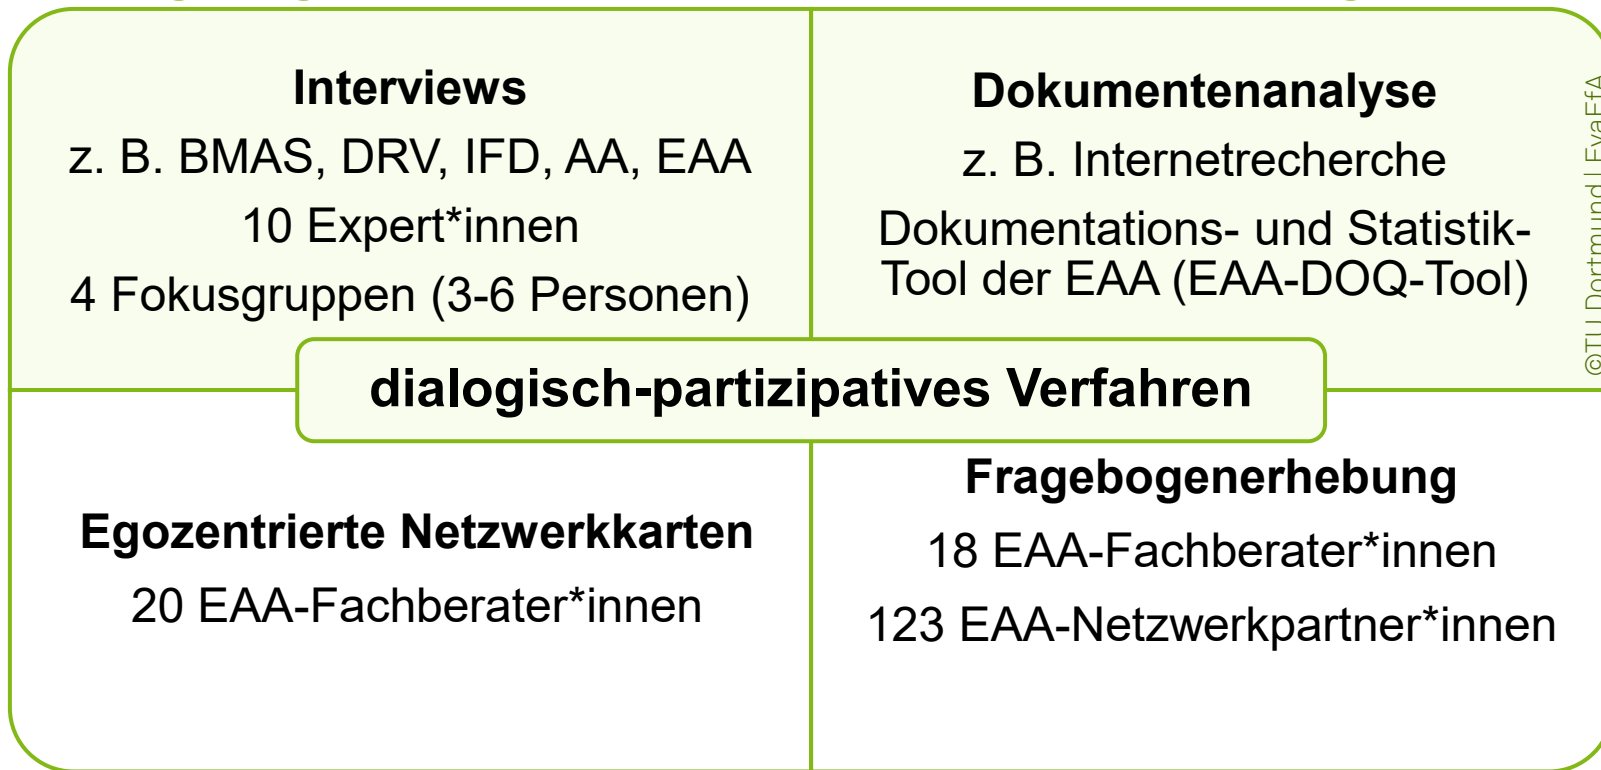 Interviews
z. B. BMAS, DRV, IFD, AA, EAA
10 Expert*innen
4 Fokusgruppen (3-6 Personen)
Dokumentenanalyse
z. B. Internetrecherche
Dokumentations- und Statistik-
Tool der EAA (EAA-DOQ-Tool)
©TU Dortmund | EvaEfA
dialogisch-partizipatives Verfahren
Egozentrierte Netzwerkkarten
20 EAA-Fachberater*innen
Fragebogenerhebung
18 EAA-Fachberater*innen
123 EAA-Netzwerkpartner*innen